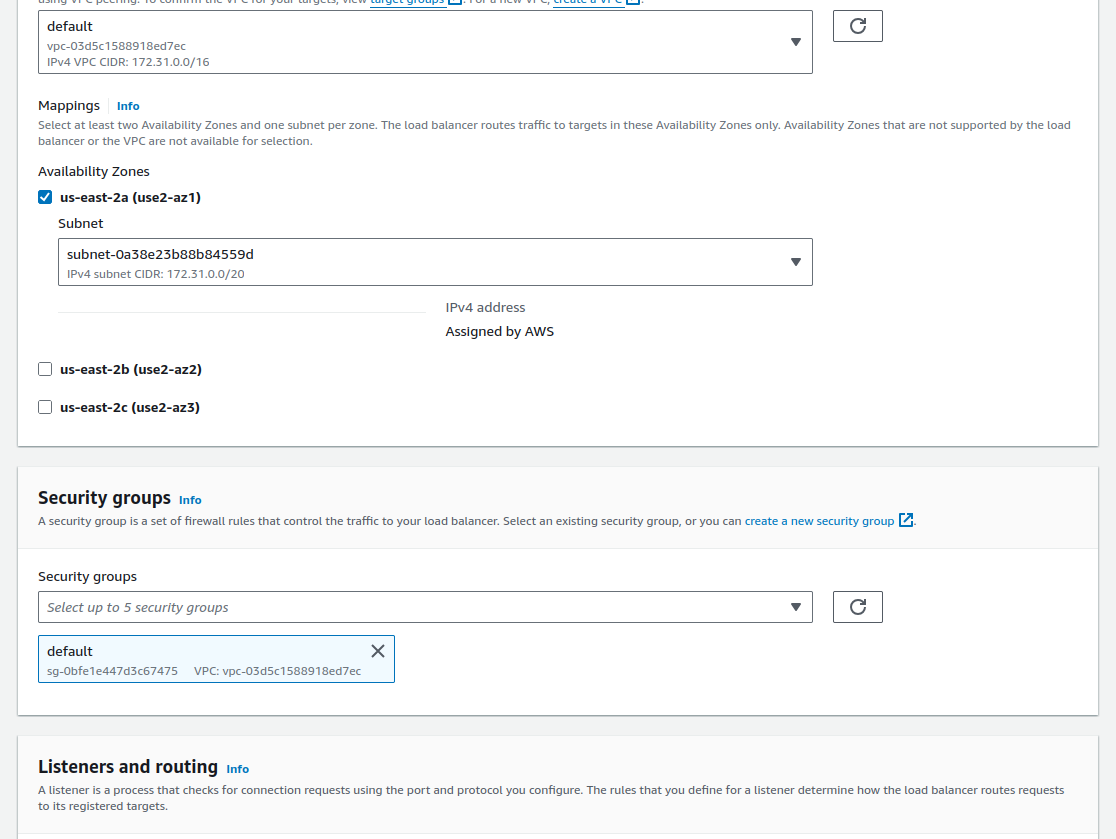 using VPC peering. To confirm the VPC for your targets, view target groups. For a new VPC, create a VPC.
default
vpc-03d5c1588918ed7ec
IPv4 VPC CIDR: 172.31.0.0/16
Mappings Info
Select at least two Availability Zones and one subnet per zone. The load balancer routes traffic to targets in these Availability Zones only. Availability Zones that are not supported by the load
balancer or the VPC are not available for selection.
Availability Zones
us-east-2a (use2-az1)
Subnet
subnet-0a38e23b88b84559d
IPv4 subnet CIDR: 172.31.0.0/20
IPv4 address
Assigned by AWS
us-east-2b (use2-az2)
us-east-2c (use2-az3)
Security groups Info
A security group is a set of firewall rules that control the traffic to your load balancer. Select an existing security group, or you can create a new security group.
Security groups
Select up to 5 security groups
default
sg-0bfe1e447d3c67475 VPC: vpc-03d5c1588918ed7ec
Listeners and routing Info
A listener is a process that checks for connection requests using the port and protocol you configure. The rules that you define for a listener determine how the load balancer routes requests
to its registered targets.